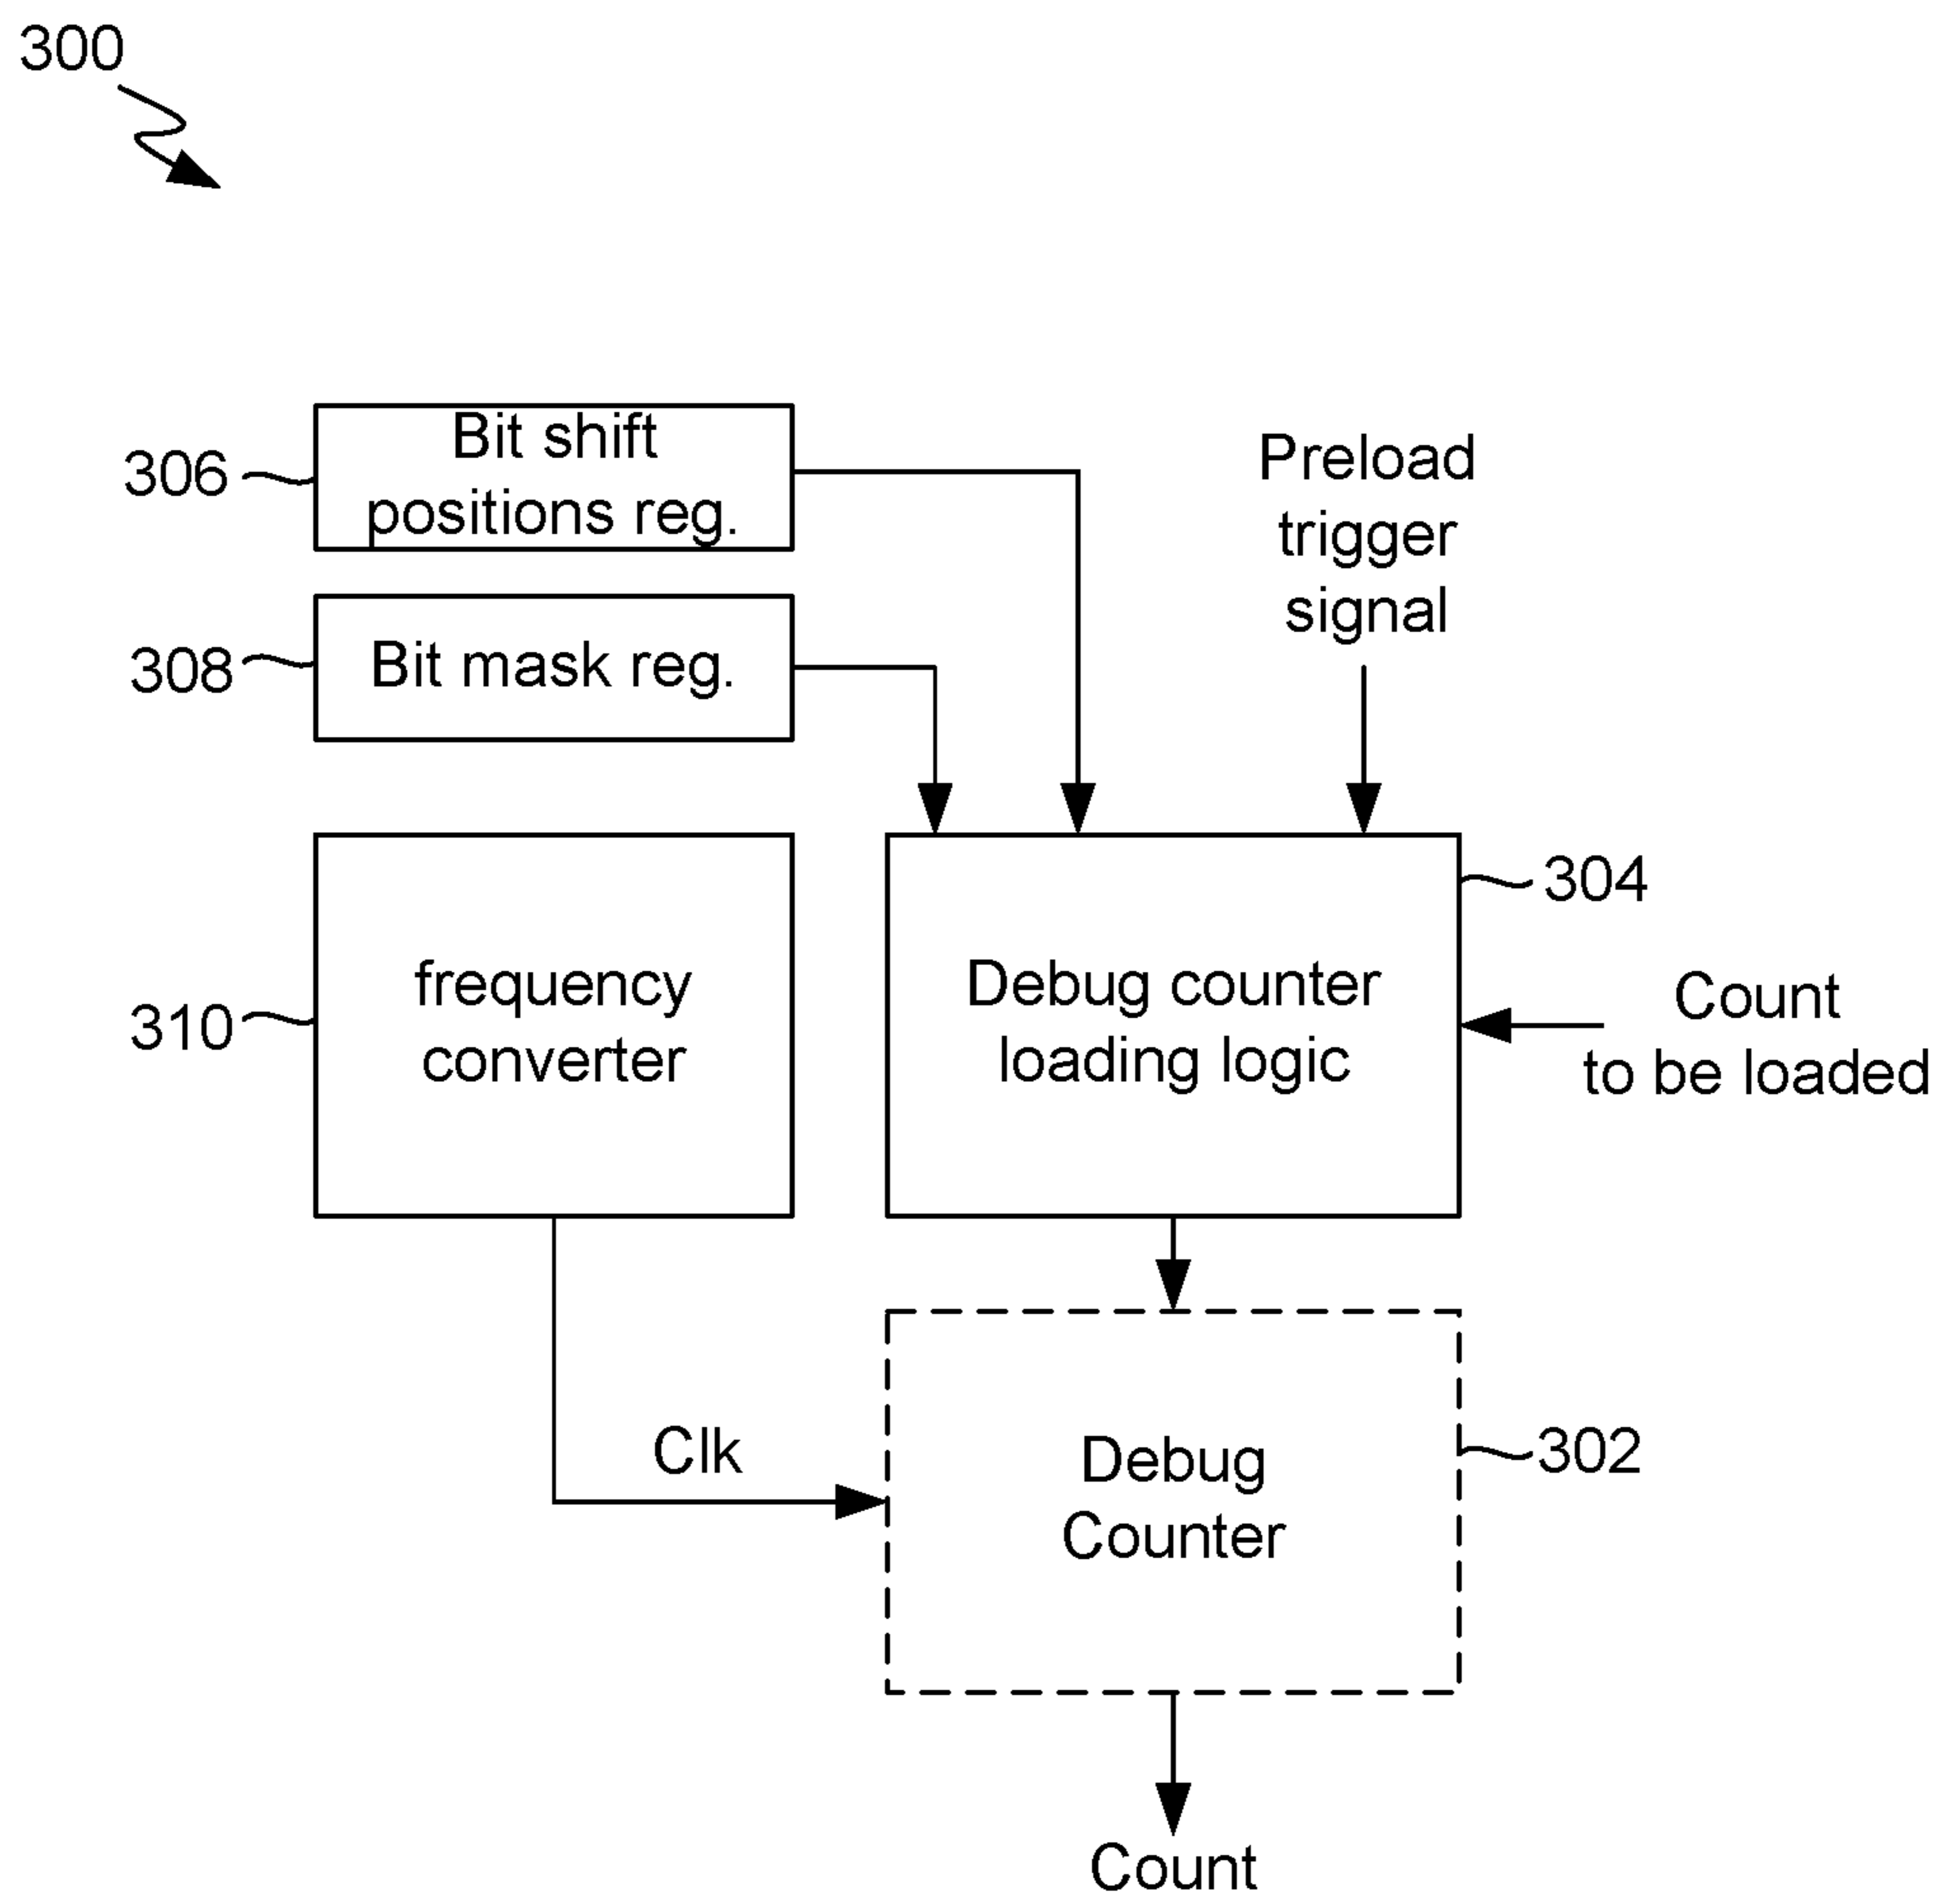 300
306
Bit shift
positions reg.
Preload
trigger
signal
308
Bit mask reg.
304
310
frequency
converter
Debug counter
loading logic
Count
to be loaded
Clk
302
Debug
Counter
Count